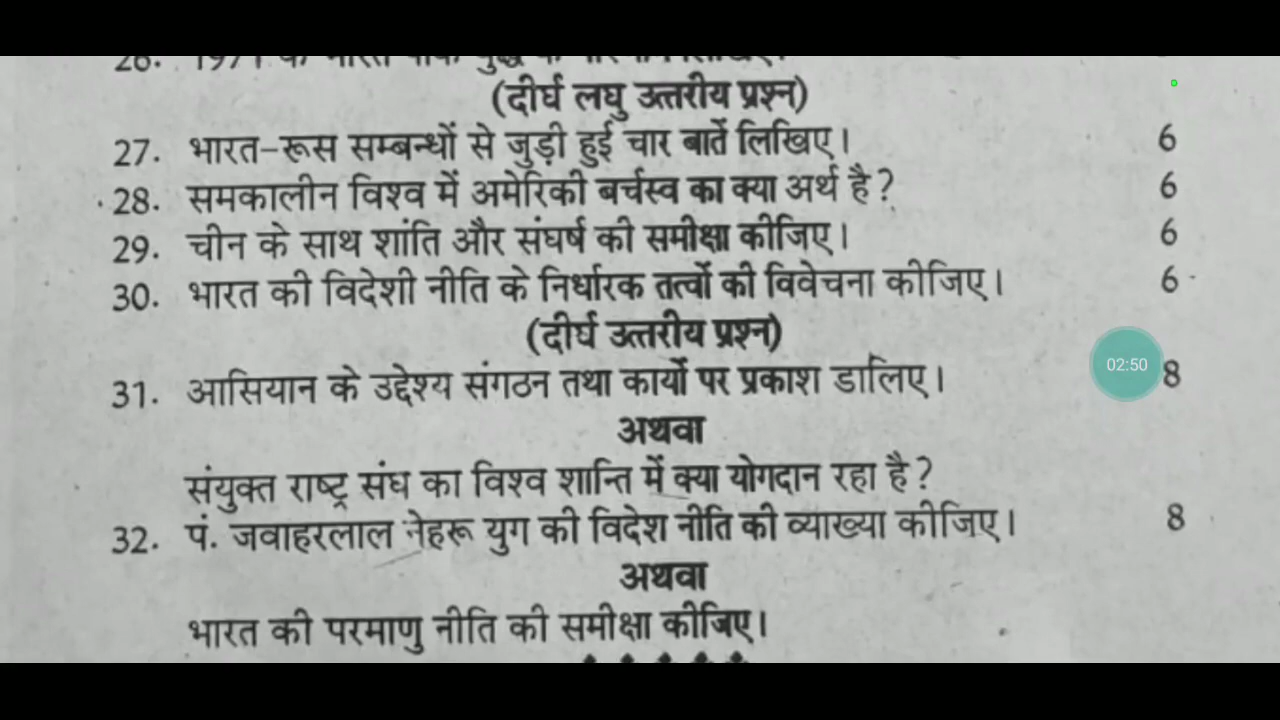 26. 1971
(दीर्घ लघु उत्तरीय प्रश्न)
27. भारत-रूस सम्बन्धों से जुड़ी हुई चार बातें लिखिए। 6
28. समकालीन विश्व में अमेरिकी बर्चस्व का क्या अर्थ है? 6
29. चीन के साथ शांति और संघर्ष की समीक्षा कीजिए। 6
30. भारत की विदेशी नीति के निर्धारक तत्वों की विवेचना कीजिए। 6
(दीर्घ उत्तरीय प्रश्न)
31. आसियान के उद्देश्य संगठन तथा कार्यो पर प्रकाश डालिए। 02:50 8
अथवा
संयुक्त राष्ट्र संघ का विश्व शान्ति में क्या योगदान रहा है?
32. पं. जवाहरलाल नेहरू युग की विदेश नीति की व्याख्या कीजिए। 8
अथवा
भारत की परमाणु नीति की समीक्षा कीजिए।